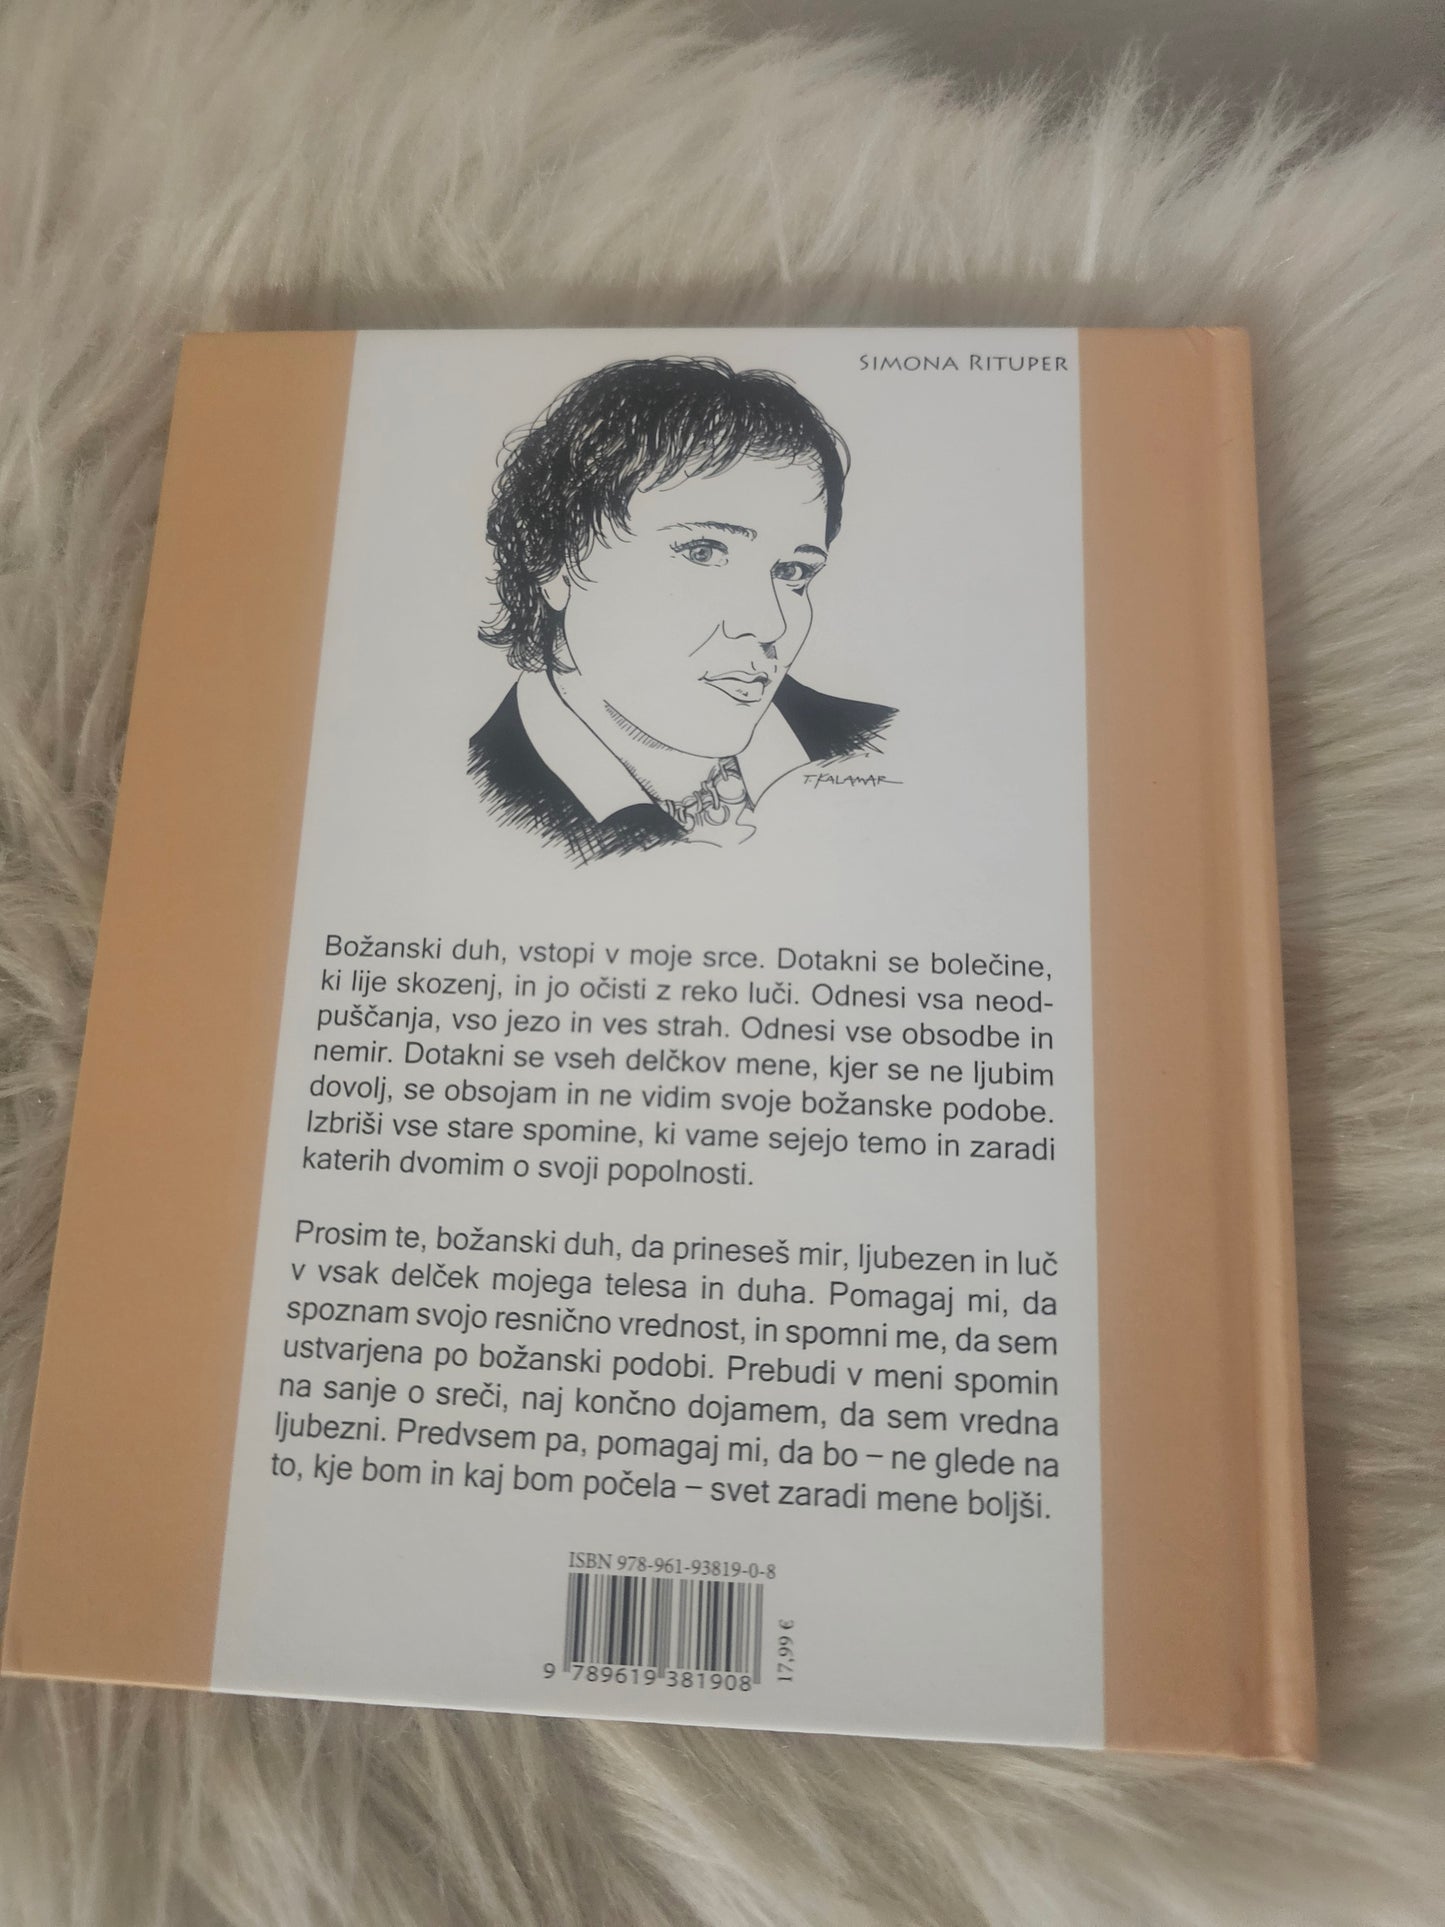 SIMONA RITUPER
T. KALAMAR
Božanski duh, vstopi v moje srce. Dotakni se bolečine,
ki lije skozenj, in jo očisti z reko luči. Odnesi vsa neod-
puščanja, vso jezo in ves strah. Odnesi vse obsodbe in
nemir. Dotakni se vseh delčkov mene, kjer se ne ljubim
dovolj, se obsojam in ne vidim svoje božanske podobe.
Izbriši vse stare spomine, ki vame sejejo temo in zaradi
katerih dvomim o svoji popolnosti.
Prosim te, božanski duh, da prineseš mir, ljubezen in luč
v vsak delček mojega telesa in duha. Pomagaj mi, da
spoznam svojo resnično vrednost, in spomni me, da sem
ustvarjena po božanski podobi. Prebudi v meni spomin
na sanje o sreči, naj končno dojamem, da sem vredna
ljubezni. Predvsem pa, pomagaj mi, da bo – ne glede na
to, kje bom in kaj bom počela – svet zaradi mene boljši.
ISBN 978-961-93819-0-8
9 789619 381908
17,99 €